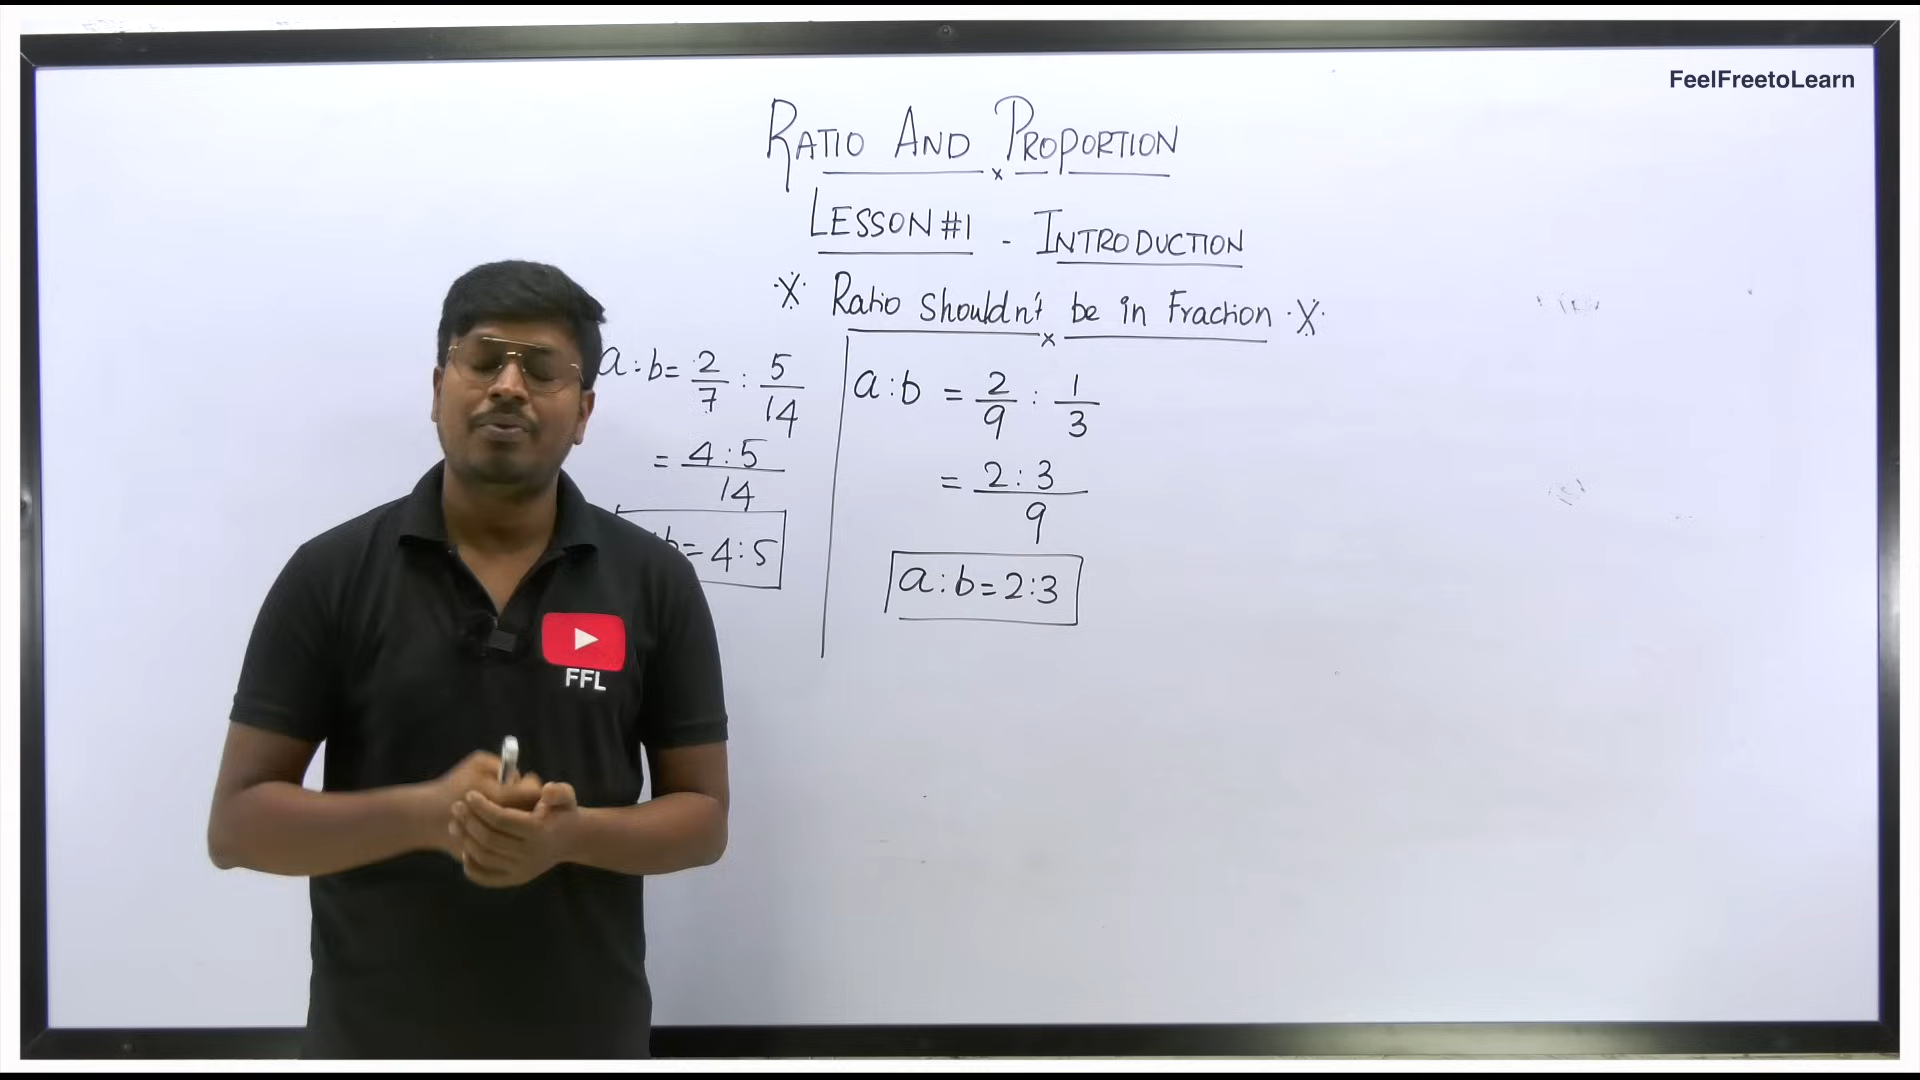 FeelFreetoLearn
RATIO AND PROPORTION
LESSON #1 - INTRODUCTION
Ratio Shouldn't be in Fraction
a:b = 2/7 : 5/14
= 4:5/14
b = 4:5
a:b = 2/9 : 1/3
= 2:3/9
a:b = 2:3
FFL